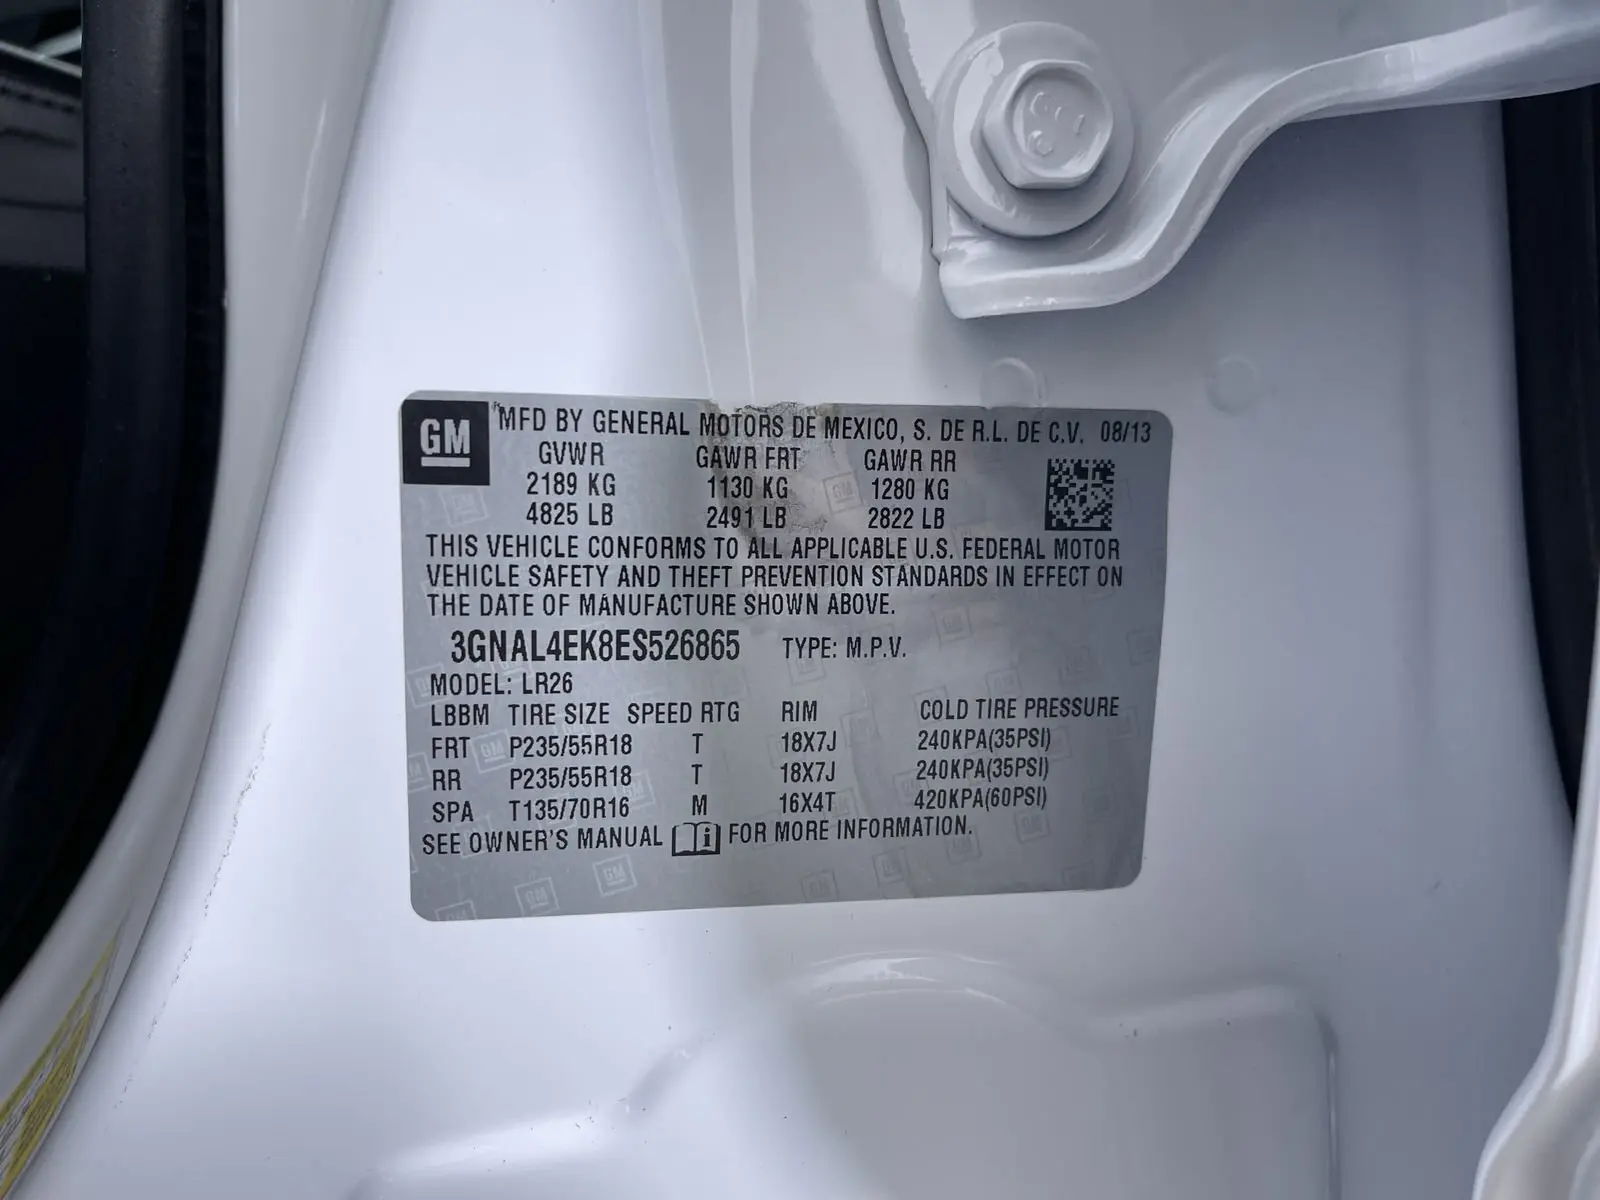 GM
MFD BY GENERAL MOTORS DE MEXICO, S. DE R.L. DE C.V. 08/13
GVWR GAWR FRT GAWR RR
2189 KG 1130 KG 1280 KG
4825 LB 2491 LB 2822 LB
THIS VEHICLE CONFORMS TO ALL APPLICABLE U.S. FEDERAL MOTOR
VEHICLE SAFETY AND THEFT PREVENTION STANDARDS IN EFFECT ON
THE DATE OF MANUFACTURE SHOWN ABOVE.
3GNAL4EK8ES526865 TYPE: M.P.V.
MODEL: LR26
LBBM TIRE SIZE SPEED RTG RIM COLD TIRE PRESSURE
FRT P235/55R18 T 18X7J 240KPA(35PSI)
RR P235/55R18 T 18X7J 240KPA(35PSI)
SPA T135/70R16 M 16X4T 420KPA(60PSI)
SEE OWNER'S MANUAL i FOR MORE INFORMATION.